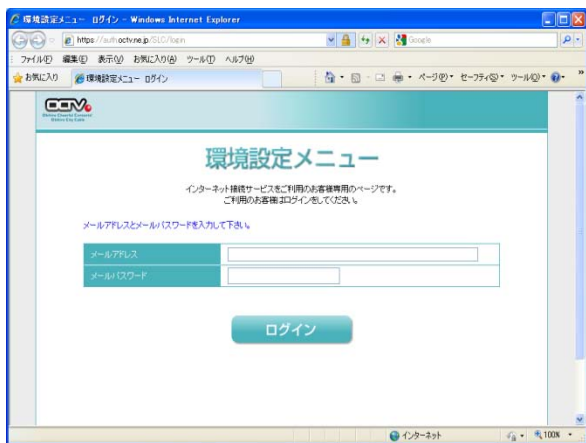 環境設定メニュー ログイン - Windows Internet Explorer
https://auth.octv.ne.jp/SLC/login
Google
ファイル(F) 編集(E) 表示(V) お気に入り(A) ツール(T) ヘルプ(H)
お気に入り 環境設定メニュー ログイン ページ(P) セーフティ(S) ツール(O) »
OCTV
環境設定メニュー
インターネット接続サービスをご利用のお客様専用のページです。
ご利用のお客様はログインをしてください。
メールアドレスとメールパスワードを入力して下さい。
メールアドレス
メールパスワード
ログイン
インターネット 100%